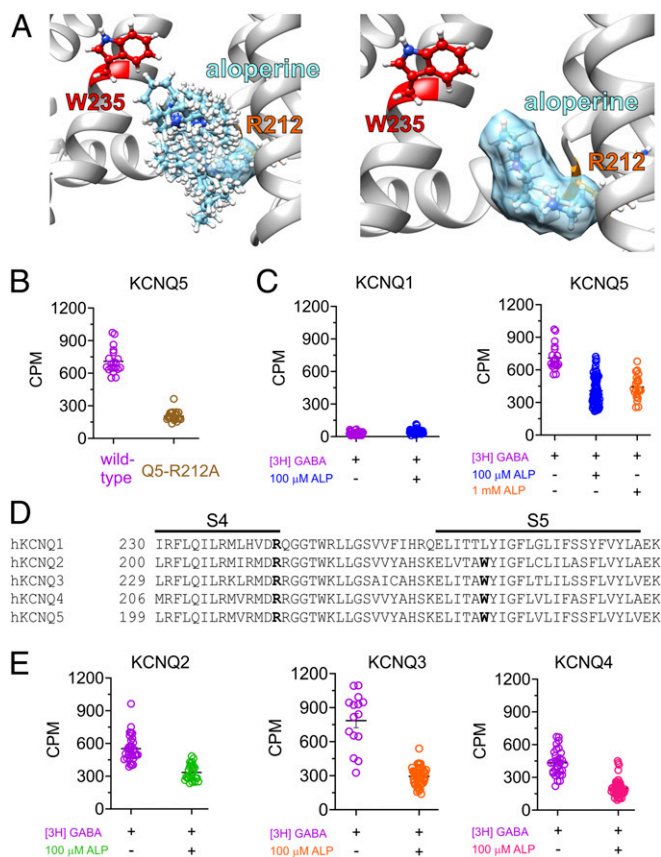 A
W235
aloperine
R212
W235
aloperine
R212
B
KCNQ5
CPM
1200
900
600
300
0
wild-
type
Q5-R212A
C
KCNQ1
CPM
1200
900
600
300
0
[3H] GABA + +
100 μM ALP - +
KCNQ5
CPM
1200
900
600
300
0
[3H] GABA + + +
100 μM ALP - + -
1 mM ALP - - +
D
S4 S5
hKCNQ1 230 IRFLQILRMLHVDRQGGTWRLLGSVVFIHRQELITTLYIGFLGLIFSSYFVYLAEK
hKCNQ2 200 LRFLQILRMIRMDRRGGTWKLLGSVVYAHSKELVTAWYIGFLCLILASFLVYLAEK
hKCNQ3 229 LRFLQILRMLRMDRRGGTWKLLGSAICAHSKELITAWYIGFLTLILSSFLVYLVEK
hKCNQ4 206 MRFLQILRMVRMDRRGGTWKLLGSVVYAHSKELITAWYIGFLVLIFASFLVYLAEK
hKCNQ5 199 LRFLQILRMVRMDRRGGTWKLLGSVVYAHSKELITAWYIGFLVLIFSSFLVYLVEK
E
KCNQ2
CPM
1200
900
600
300
0
[3H] GABA + +
100 μM ALP - +
KCNQ3
CPM
1200
900
600
300
0
[3H] GABA + +
100 μM ALP - +
KCNQ4
CPM
1200
900
600
300
0
[3H] GABA + +
100 μM ALP - +